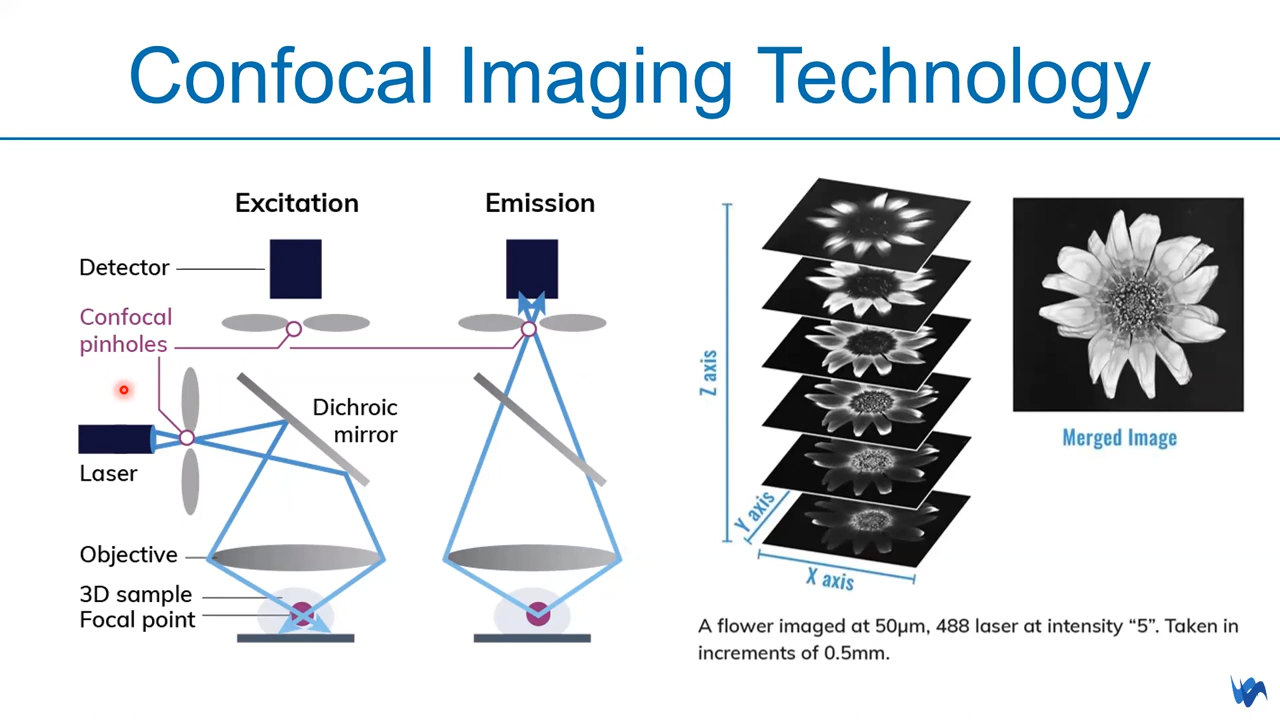 Confocal Imaging Technology
Excitation
Emission
Detector
Confocal
pinholes
Dichroic
mirror
Laser
Objective
3D sample
Focal point
Z axis
Y axis
X axis
Merged Image
A flower imaged at 50µm, 488 laser at intensity “5”. Taken in
increments of 0.5mm.